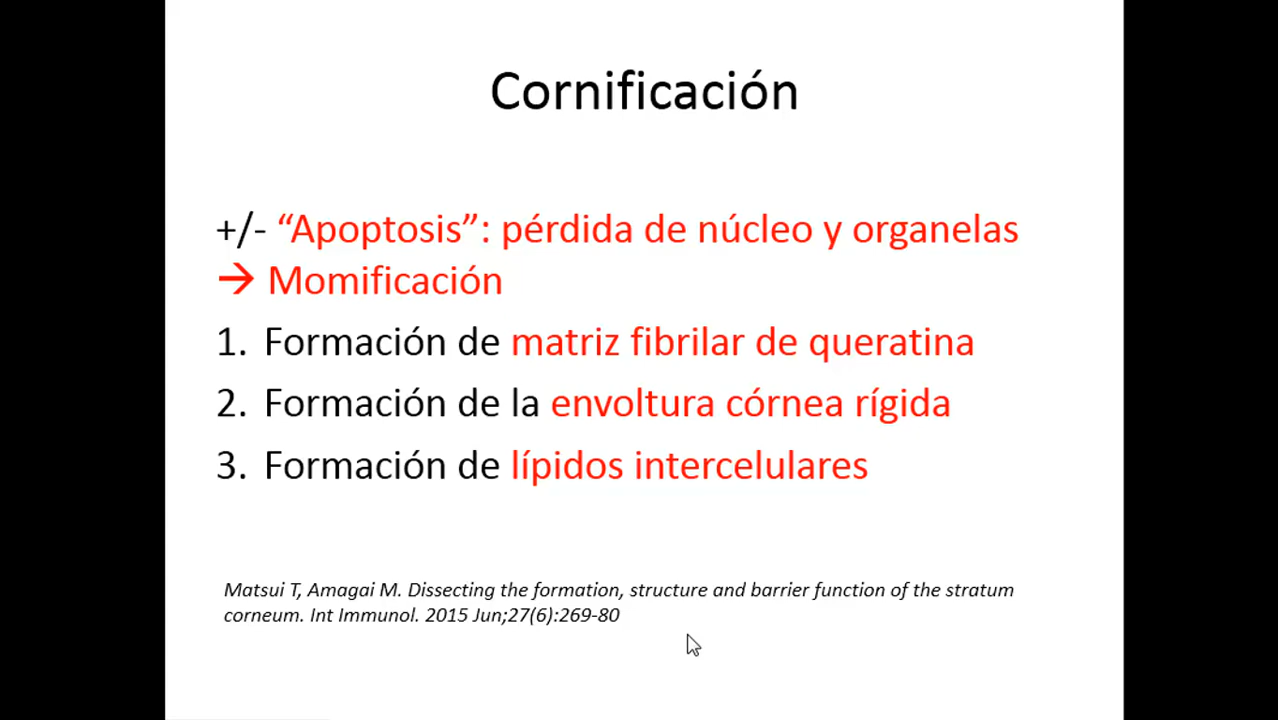 Cornificación
+/- “Apoptosis”: pérdida de núcleo y organelas
→ Momificación
1. Formación de matriz fibrilar de queratina
2. Formación de la envoltura córnea rígida
3. Formación de lípidos intercelulares
Matsui T, Amagai M. Dissecting the formation, structure and barrier function of the stratum
corneum. Int Immunol. 2015 Jun;27(6):269-80